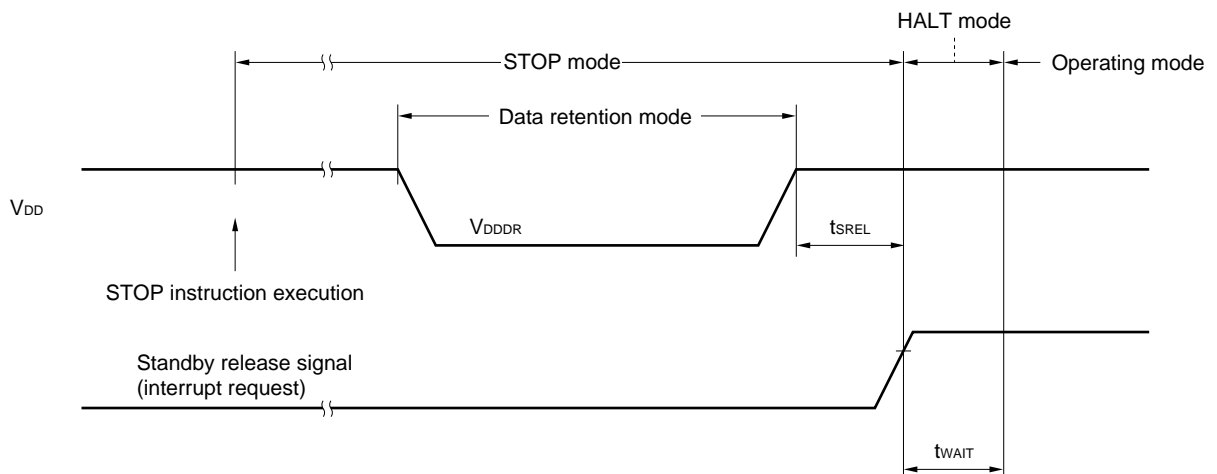 HALT mode
STOP mode
Operating mode
Data retention mode
VDD
VDDDR
tSREL
STOP instruction execution
Standby release signal
(interrupt request)
tWAIT